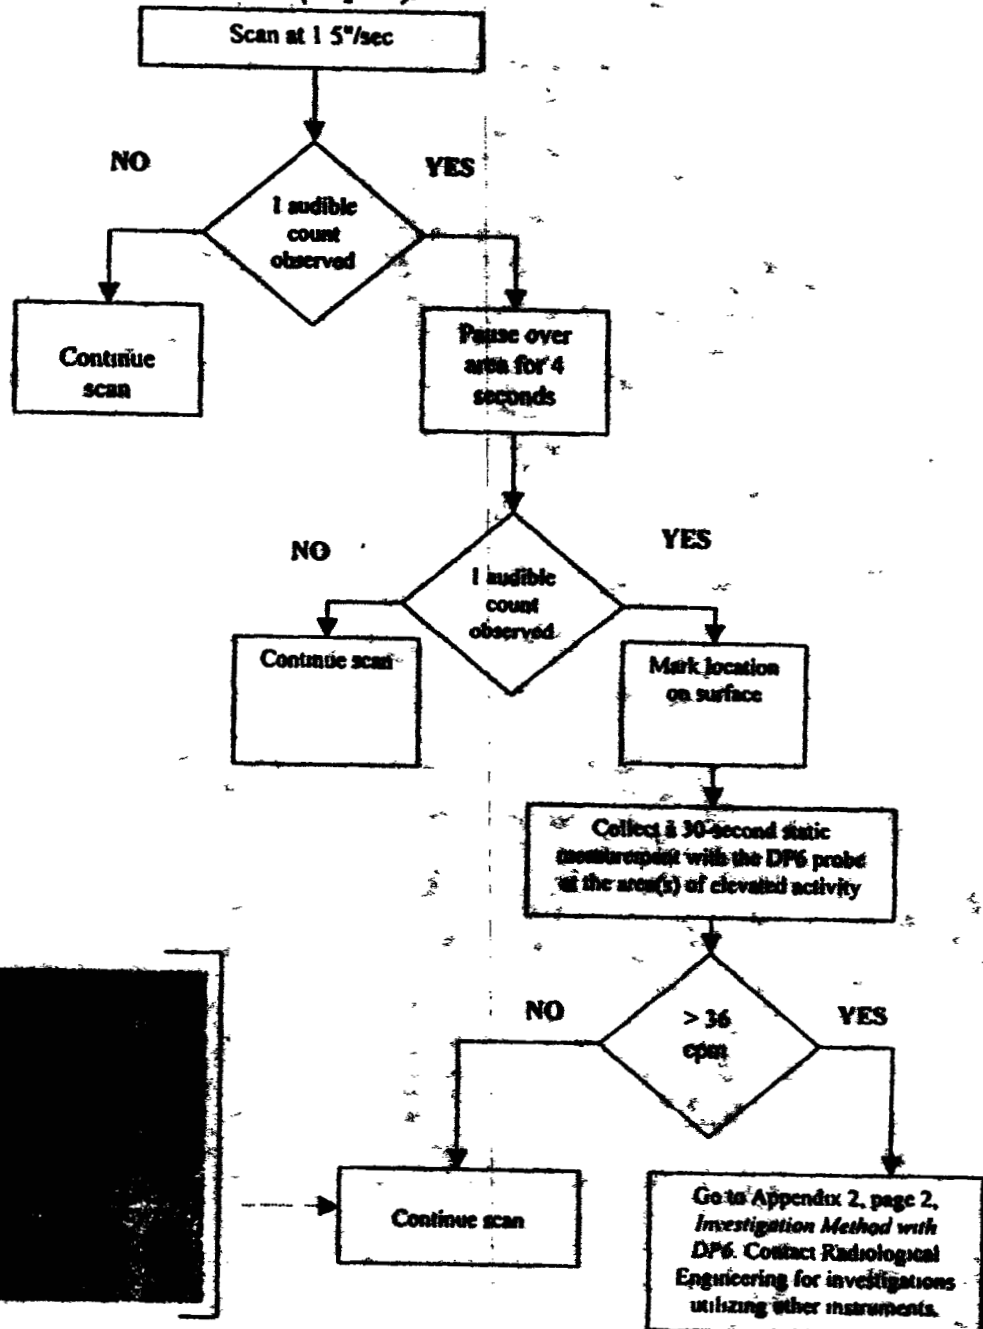 Scan at 1 5"/sec
NO
YES
1 audible
count
observed
Continue
scan
Pause over
area for 4
seconds
NO
YES
1 audible
count
observed
Continue scan
Mark location
on surface
Collect a 30-second static
measurement with the DP6 probe
at the area(s) of elevated activity
NO
YES
> 36
cpm
Continue scan
Go to Appendix 2, page 2,
Investigation Method with
DP6. Contact Radiological
Engineering for investigations
utilizing other instruments.